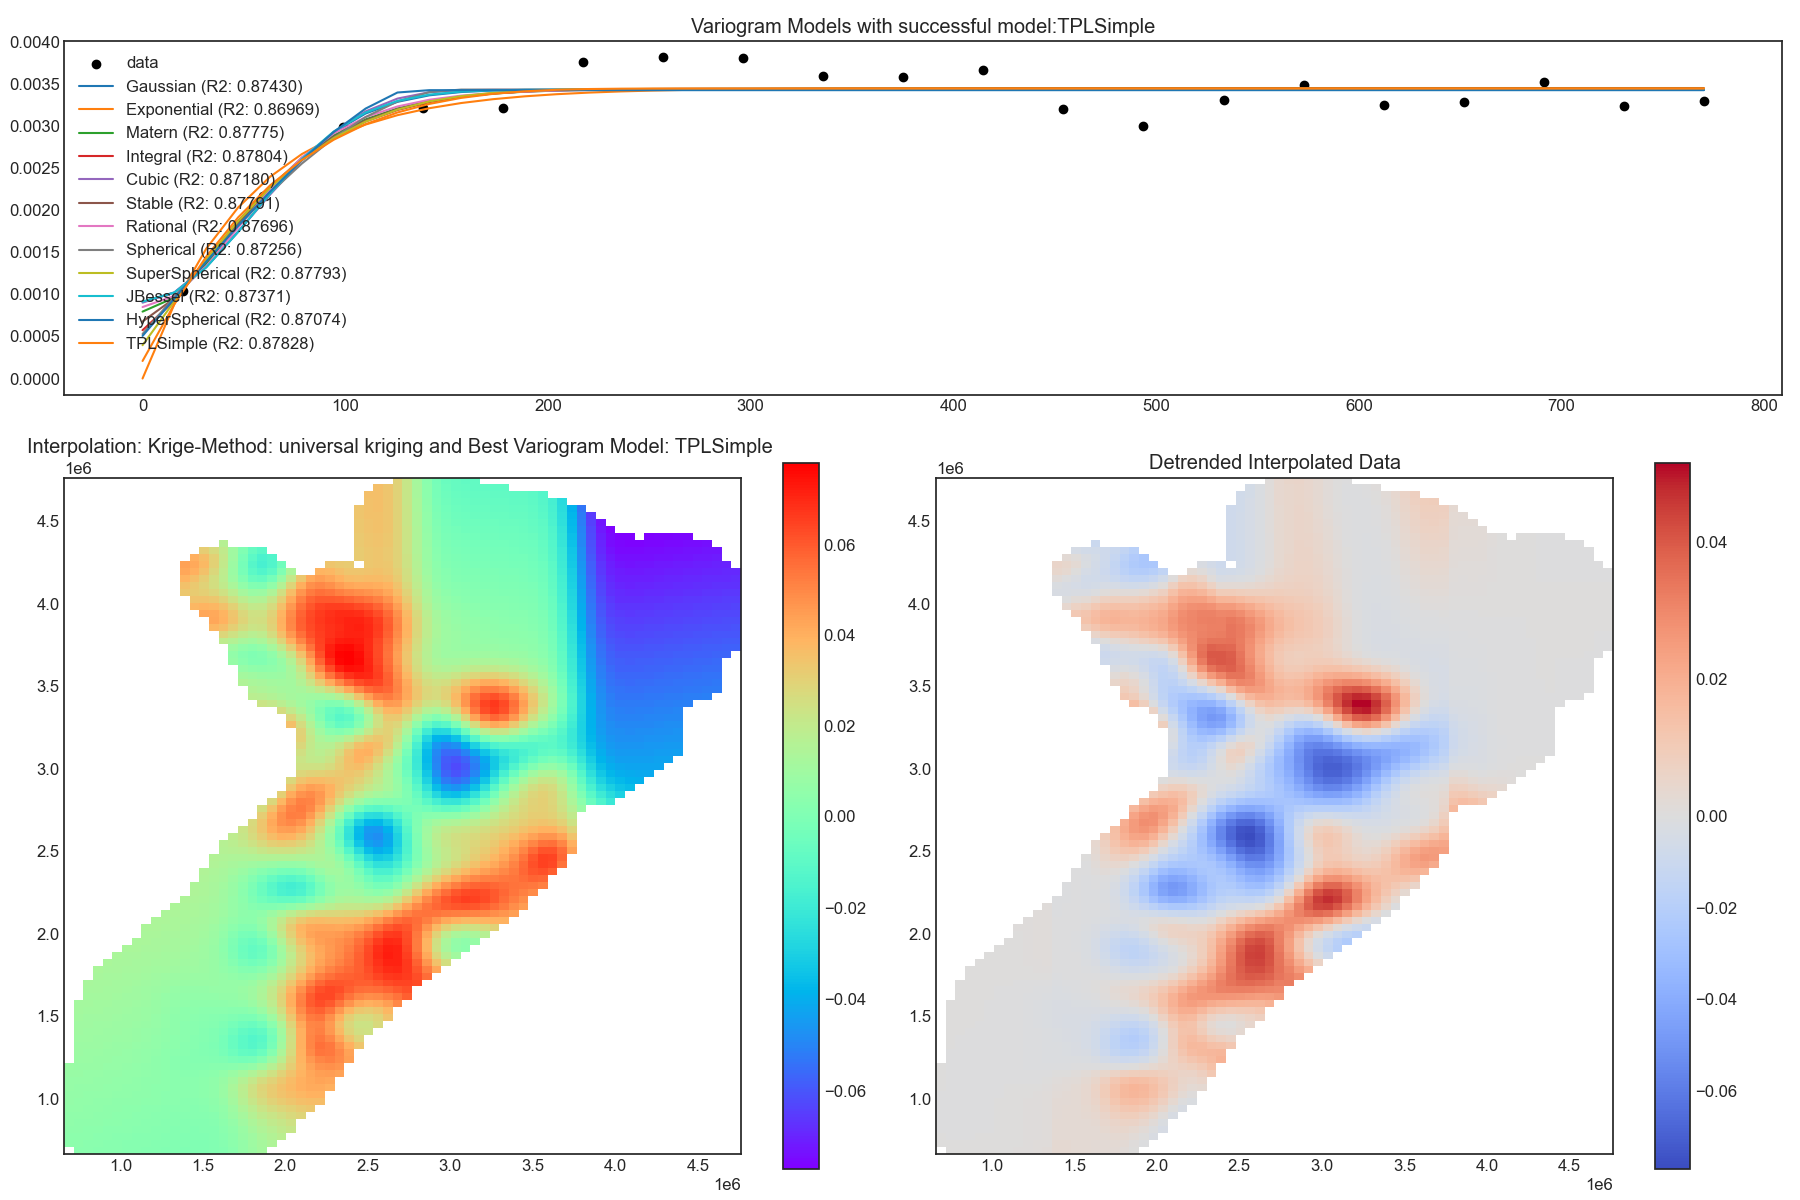 Variogram Models with successful model:TPLSimple
0.0040
0.0035
0.0030
0.0025
0.0020
0.0015
0.0010
0.0005
0.0000
data
Gaussian (R2: 0.87430)
Exponential (R2: 0.86969)
Matern (R2: 0.87775)
Integral (R2: 0.87804)
Cubic (R2: 0.87180)
Stable (R2: 0.87791)
Rational (R2: 0.87696)
Spherical (R2: 0.87256)
SuperSpherical (R2: 0.87793)
JBessel (R2: 0.87371)
HyperSpherical (R2: 0.87074)
TPLSimple (R2: 0.87828)
0 100 200 300 400 500 600 700 800
Interpolation: Krige-Method: universal kriging and Best Variogram Model: TPLSimple
1e6
4.5
4.0
3.5
3.0
2.5
2.0
1.5
1.0
1.0 1.5 2.0 2.5 3.0 3.5 4.0 4.5
1e6
0.06
0.04
0.02
0.00
−0.02
−0.04
−0.06
Detrended Interpolated Data
1e6
4.5
4.0
3.5
3.0
2.5
2.0
1.5
1.0
1.0 1.5 2.0 2.5 3.0 3.5 4.0 4.5
1e6
0.04
0.02
0.00
−0.02
−0.04
−0.06